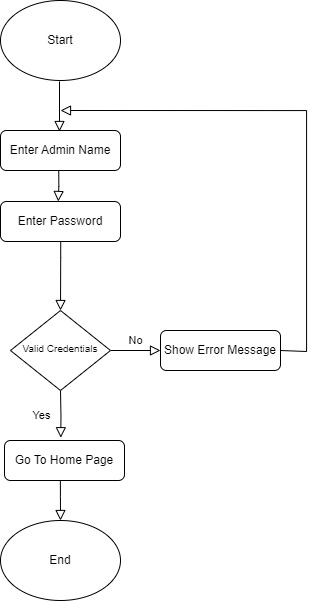 Start
Enter Admin Name
Enter Password
Valid Credentials
No
Show Error Message
Yes
Go To Home Page
End